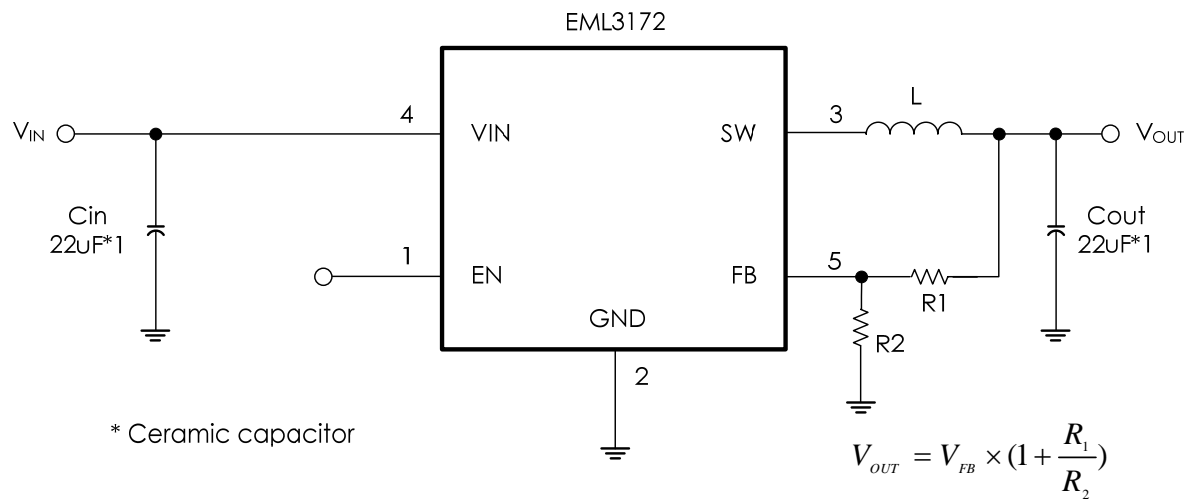 EML3172
4
3
L
VIN
VIN
SW
VOUT
Cin
22uF*1
Cout
22uF*1
1
EN
FB
5
R1
GND
R2
2
* Ceramic capacitor
VOUT = VFB × (1 + R1/R2)